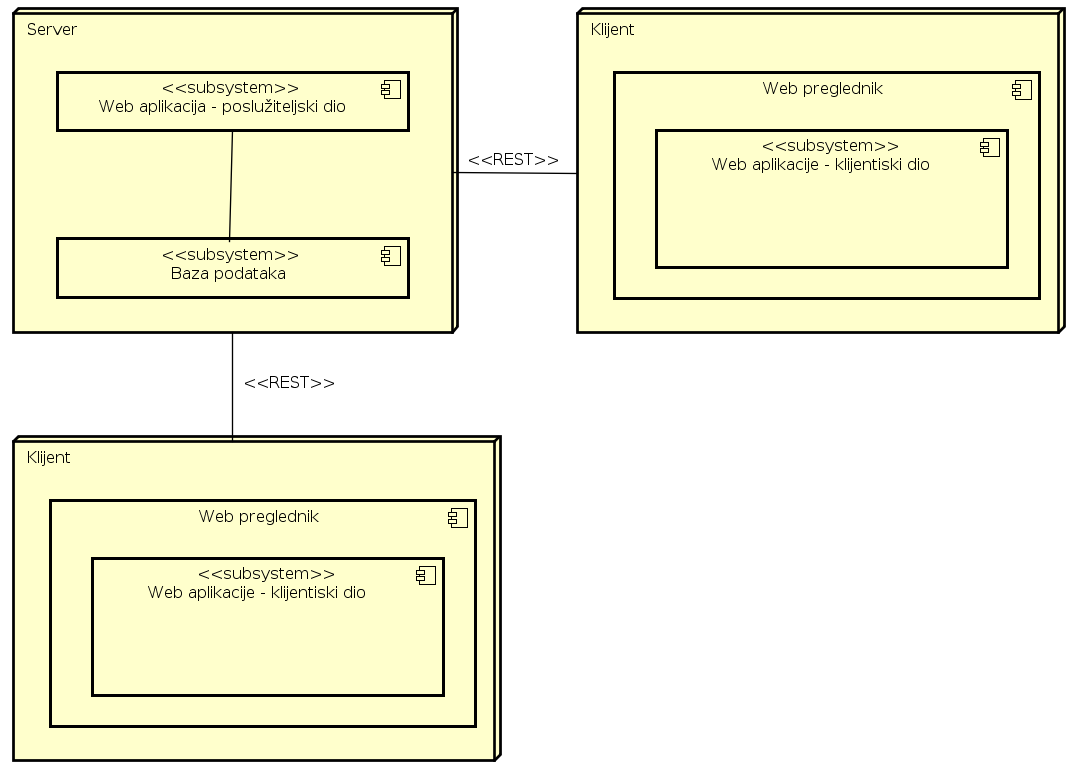 Server
<<subsystem>>
Web aplikacija - poslužiteljski dio
<<subsystem>>
Baza podataka
<<REST>>
Klijent
Web preglednik
<<subsystem>>
Web aplikacije - klijentiski dio
<<REST>>
Klijent
Web preglednik
<<subsystem>>
Web aplikacije - klijentiski dio